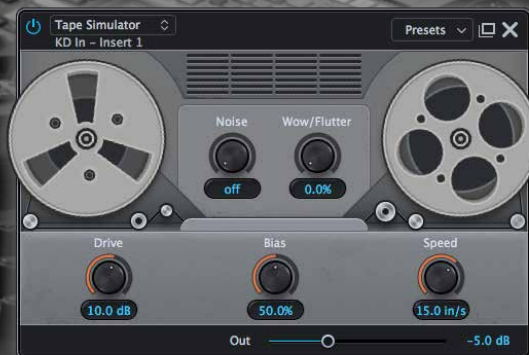 Tape Simulator
Presets
KD In – Insert 1
Noise
Wow/Flutter
off
0.0%
Drive
Bias
Speed
10.0 dB
50.0%
15.0 in/s
Out
–5.0 dB